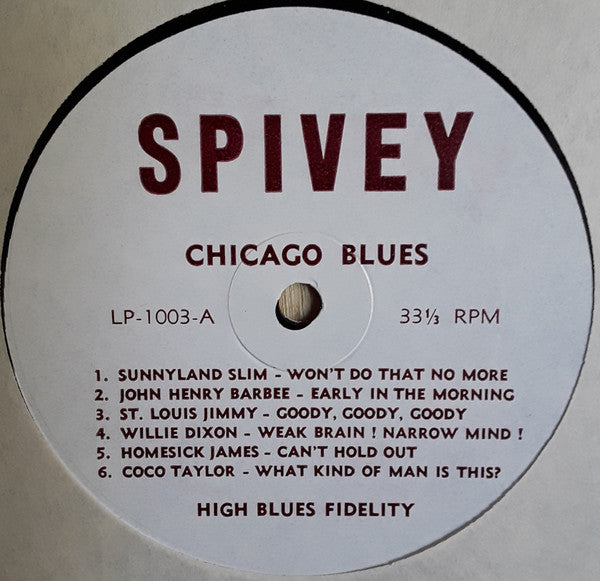 SPIVEY
CHICAGO BLUES
LP-1003-A 33⅓ RPM
1. SUNNYLAND SLIM - WON'T DO THAT NO MORE
2. JOHN HENRY BARBEE - EARLY IN THE MORNING
3. ST. LOUIS JIMMY - GOODY, GOODY, GOODY
4. WILLIE DIXON - WEAK BRAIN ! NARROW MIND !
5. HOMESICK JAMES - CAN'T HOLD OUT
6. COCO TAYLOR - WHAT KIND OF MAN IS THIS?
HIGH BLUES FIDELITY